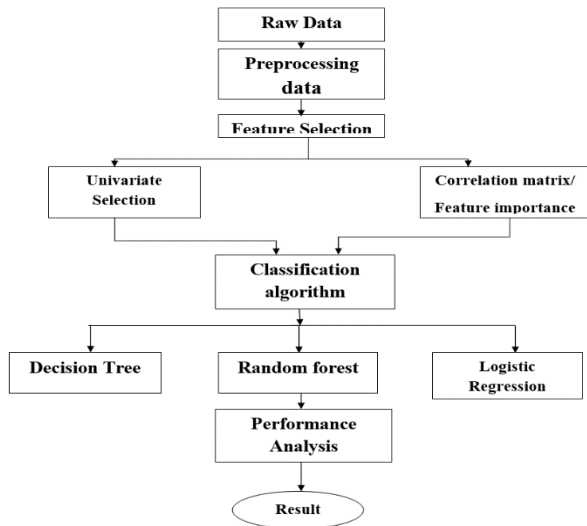 Raw Data
Preprocessing
data
Feature Selection
Univariate
Selection
Correlation matrix/
Feature importance
Classification
algorithm
Decision Tree
Random forest
Logistic
Regression
Performance
Analysis
Result